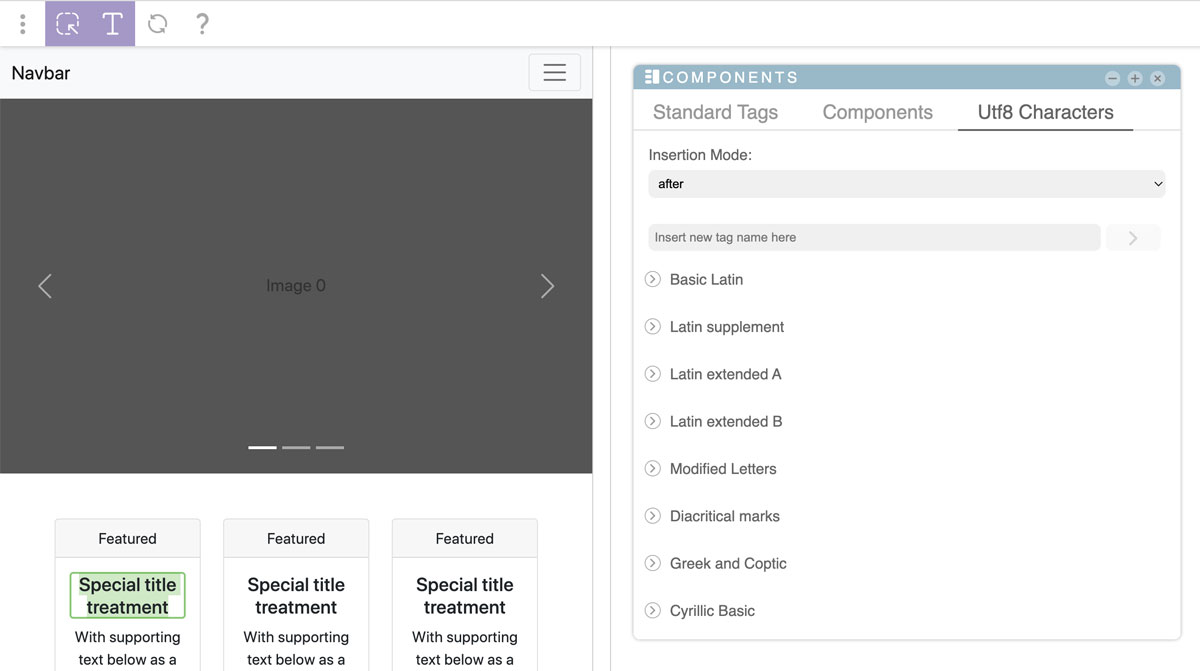 Navbar
Image 0
Featured
Special title
treatment
With supporting
text below as a
Featured
Special title
treatment
With supporting
text below as a
Featured
Special title
treatment
With supporting
text below as a
COMPONENTS
Standard Tags
Components
Utf8 Characters
Insertion Mode:
after
Insert new tag name here
Basic Latin
Latin supplement
Latin extended A
Latin extended B
Modified Letters
Diacritical marks
Greek and Coptic
Cyrillic Basic